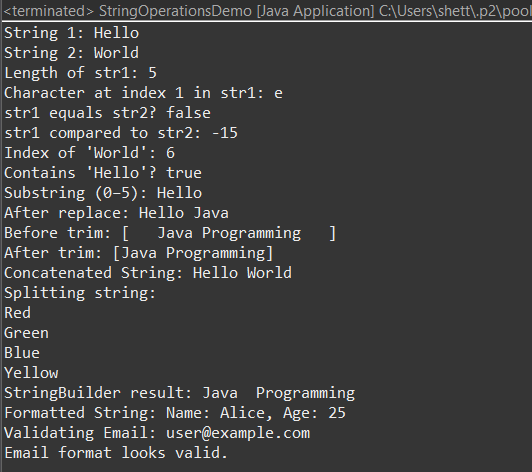 <terminated> StringOperationsDemo [Java Application] C:\Users\shett\.p2\pool
String 1: Hello
String 2: World
Length of str1: 5
Character at index 1 in str1: e
str1 equals str2? false
str1 compared to str2: -15
Index of 'World': 6
Contains 'Hello'? true
Substring (0–5): Hello
After replace: Hello Java
Before trim: [   Java Programming   ]
After trim: [Java Programming]
Concatenated String: Hello World
Splitting string:
Red
Green
Blue
Yellow
StringBuilder result: Java  Programming
Formatted String: Name: Alice, Age: 25
Validating Email: user@example.com
Email format looks valid.